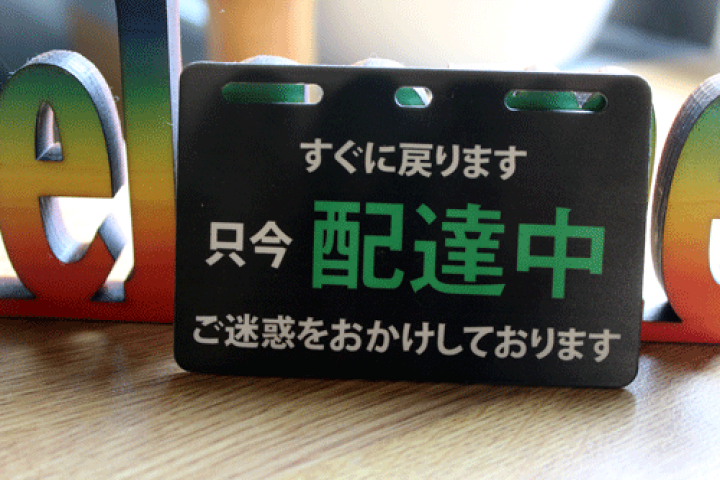 el
e
すぐに戻ります
只今 配達中
ご迷惑をおかけしております